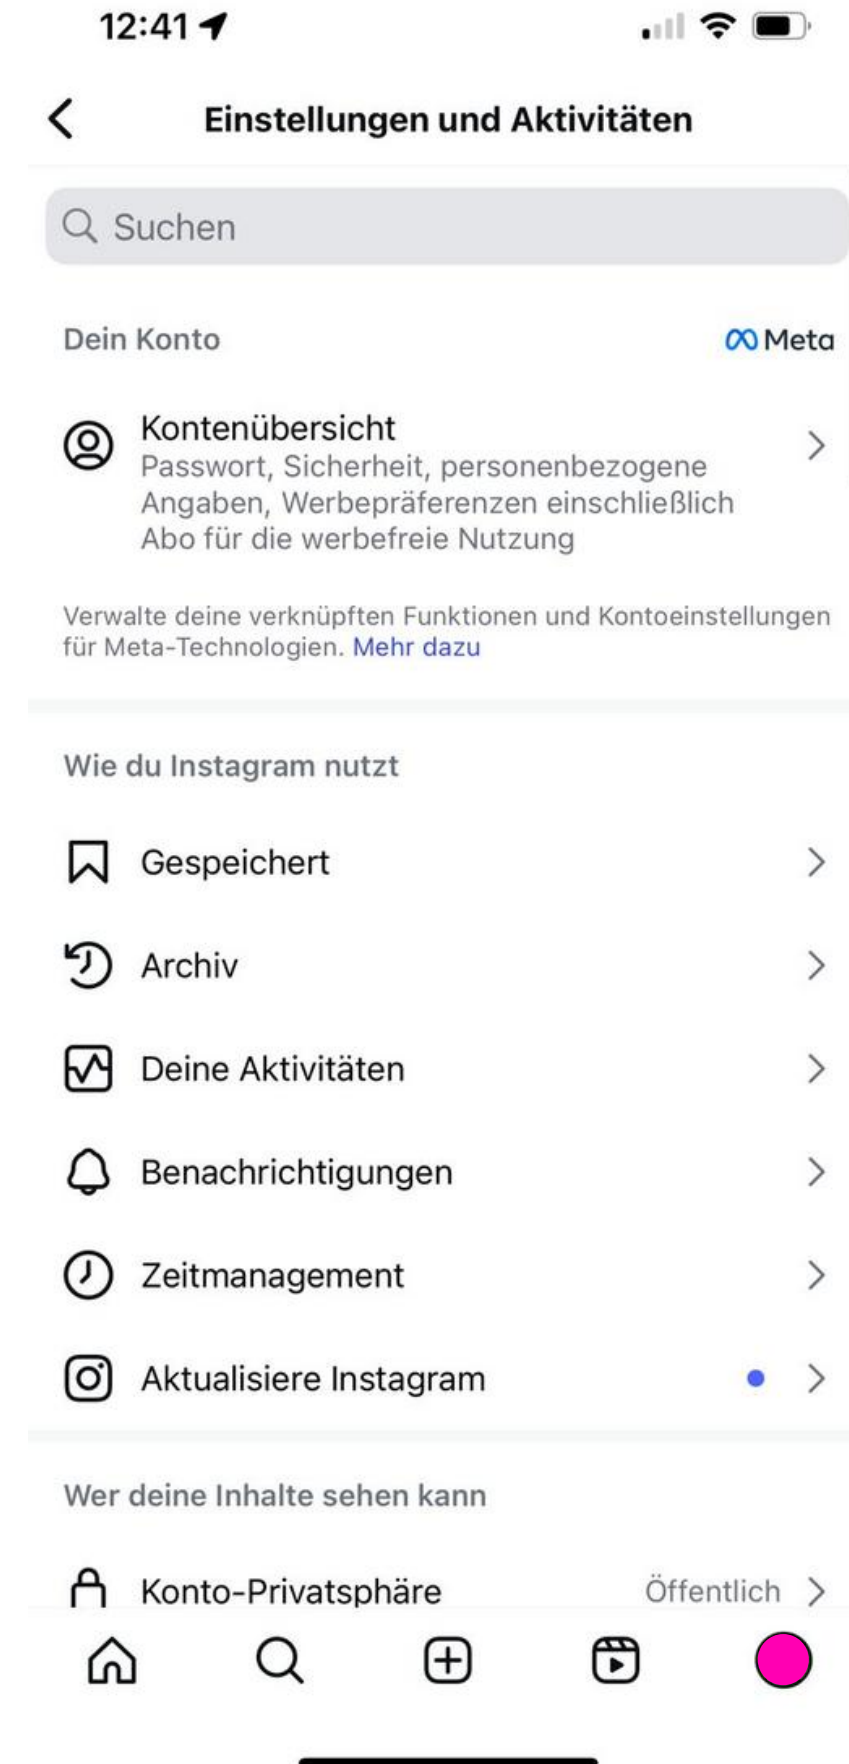 12:41
Einstellungen und Aktivitäten
Suchen
Dein Konto
Meta
Kontenübersicht
Passwort, Sicherheit, personenbezogene
Angaben, Werbepräferenzen einschließlich
Abo für die werbefreie Nutzung
Verwalte deine verknüpften Funktionen und Kontoeinstellungen
für Meta-Technologien. Mehr dazu
Wie du Instagram nutzt
Gespeichert
Archiv
Deine Aktivitäten
Benachrichtigungen
Zeitmanagement
Aktualisiere Instagram
Wer deine Inhalte sehen kann
Konto-Privatsphäre Öffentlich